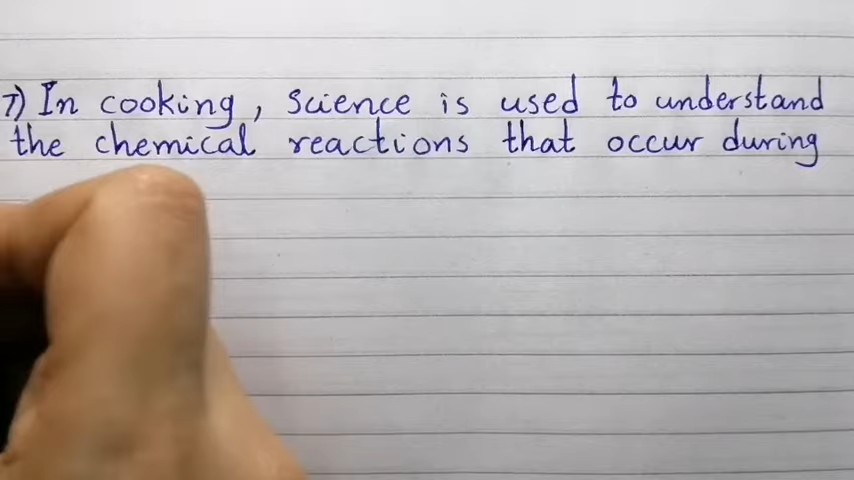 7) In cooking, Science is used to understand
the chemical reactions that occur during